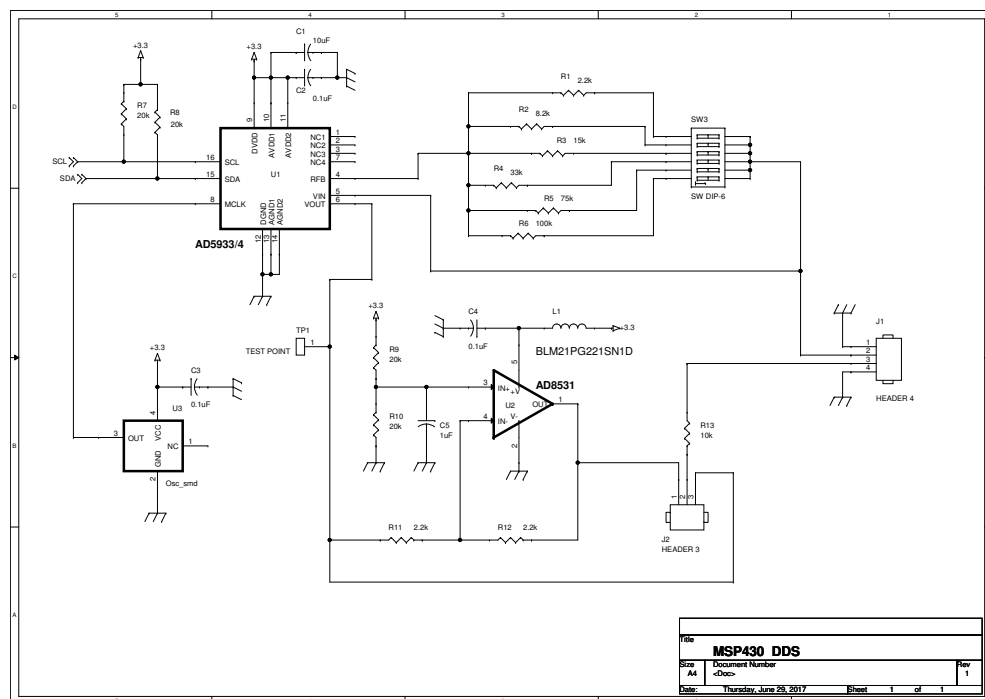 5 4 3 2 1
D
C
B
A
+3.3
R7
20k
R8
20k
SCL
SDA
+3.3
C1
10uF
C2
0.1uF
9
10
11
DVDD
AVDD1
AVDD2
NC1 1
NC2 2
NC3 3
NC4 7
16 SCL
15 SDA
8 MCLK
U1
RFB 4
VIN 5
VOUT 6
DGND
AGND1
AGND2
12
13
14
AD5933/4
R1 2.2k
R2 8.2k
R3 15k
R4 33k
R5 75k
R6 100k
SW3
SW DIP-6
TP1
1
TEST POINT
+3.3
R9
20k
R10
20k
C5
1uF
C4
0.1uF
L1
+3.3
BLM21PG221SN1D
AD8531
5
3 IN+
+V
U2
OUT 1
4 IN-
V-
2
R11 2.2k
R12 2.2k
+3.3
C3
0.1uF
U3
4
3 OUT
VCC
NC 1
GND
2
Osc_smd
J1
1
2
3
4
HEADER 4
R13
10k
1
2
3
J2
HEADER 3
Title
MSP430 DDS
Size
A4
Document Number
<Doc>
Rev
1
Date: Thursday, June 29, 2017 Sheet 1 of 1